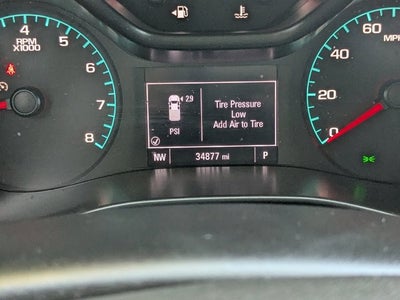 4 5 6 7 8
RPM
X1000
29
Tire Pressure
Low
Add Air to Tire
PSI
NW 34877 mi P
60
MPH
40
20
0